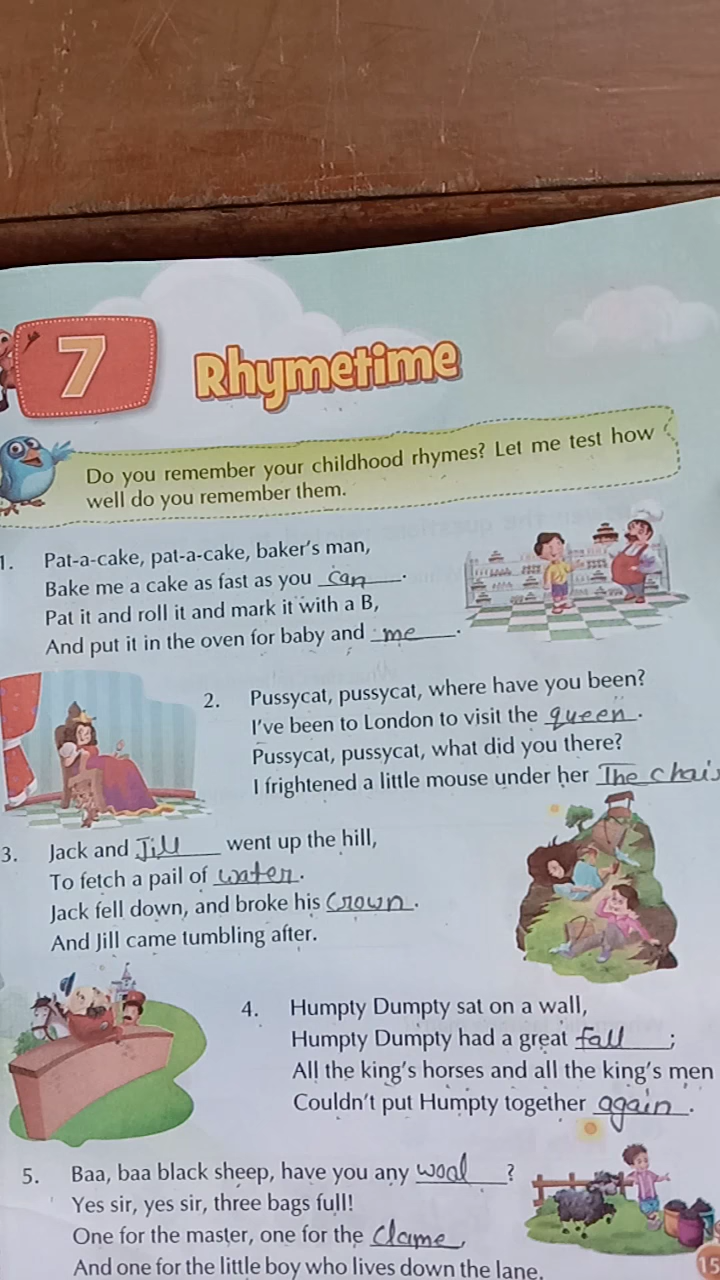 7
Rhymetime
Do you remember your childhood rhymes? Let me test how
well do you remember them.
1. Pat-a-cake, pat-a-cake, baker's man,
Bake me a cake as fast as you can.
Pat it and roll it and mark it with a B,
And put it in the oven for baby and me.
2. Pussycat, pussycat, where have you been?
I've been to London to visit the queen.
Pussycat, pussycat, what did you there?
I frightened a little mouse under her The chair
3. Jack and Jill went up the hill,
To fetch a pail of water.
Jack fell down, and broke his Crown.
And Jill came tumbling after.
4. Humpty Dumpty sat on a wall,
Humpty Dumpty had a great fall;
All the king's horses and all the king's men
Couldn't put Humpty together again.
5. Baa, baa black sheep, have you any wool?
Yes sir, yes sir, three bags full!
One for the master, one for the clame,
And one for the little boy who lives down the lane.
15